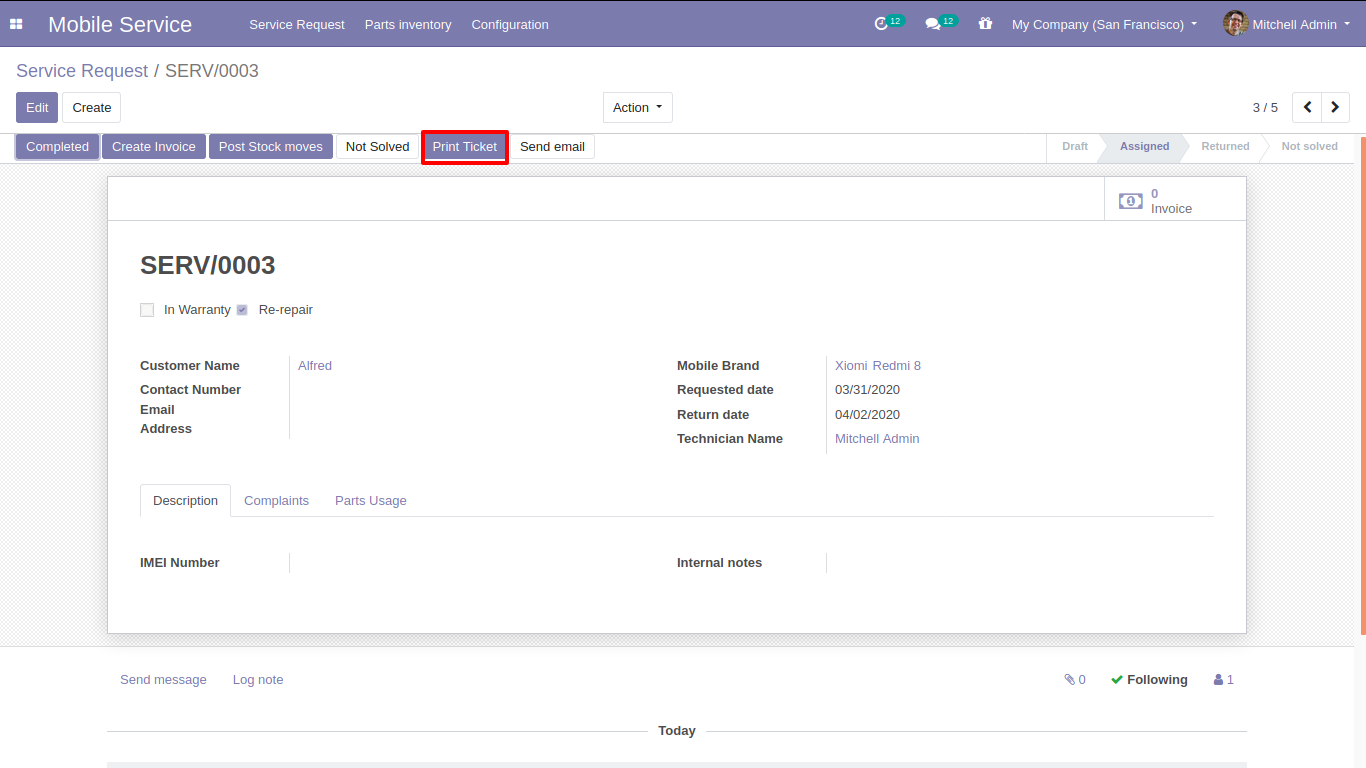 Mobile Service Service Request Parts inventory Configuration 12 12 My Company (San Francisco) Mitchell Admin
Service Request / SERV/0003
Edit Create Action 3 / 5
Completed Create Invoice Post Stock moves Not Solved Print Ticket Send email Draft Assigned Returned Not solved
0
Invoice
SERV/0003
In Warranty Re-repair
Customer Name Alfred
Contact Number
Email
Address
Mobile Brand Xiomi Redmi 8
Requested date 03/31/2020
Return date 04/02/2020
Technician Name Mitchell Admin
Description Complaints Parts Usage
IMEI Number Internal notes
Send message Log note 0 Following 1
Today